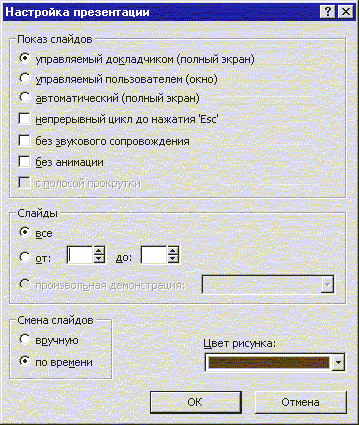 Настройка презентации
Показ слайдов
управляемый докладчиком (полный экран)
управляемый пользователем (окно)
автоматический (полный экран)
непрерывный цикл до нажатия 'Esc'
без звукового сопровождения
без анимации
с полосой прокрутки
Слайды
все
от: до:
произвольная демонстрация:
Смена слайдов
вручную
по времени
Цвет рисунка:
ОК Отмена